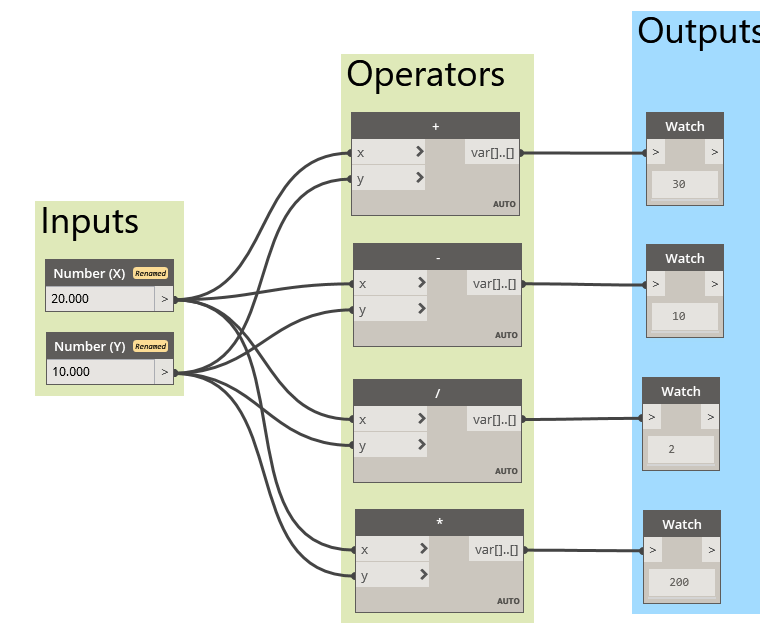 Inputs
Number (X) Renamed
20.000 >
Number (Y) Renamed
10.000 >
Operators
+
x > var[]..[]
y >
AUTO
-
x > var[]..[]
y >
AUTO
/
x > var[]..[]
y >
AUTO
*
x > var[]..[]
y >
AUTO
Outputs
Watch
> >
30
Watch
> >
10
Watch
> >
2
Watch
> >
200